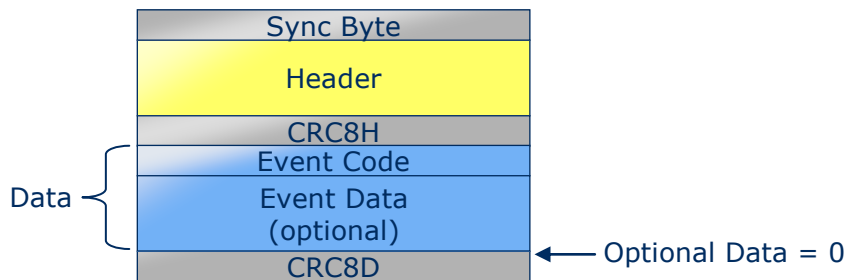 Sync Byte
Header
CRC8H
Event Code
Data
Event Data
(optional)
Optional Data = 0
CRC8D